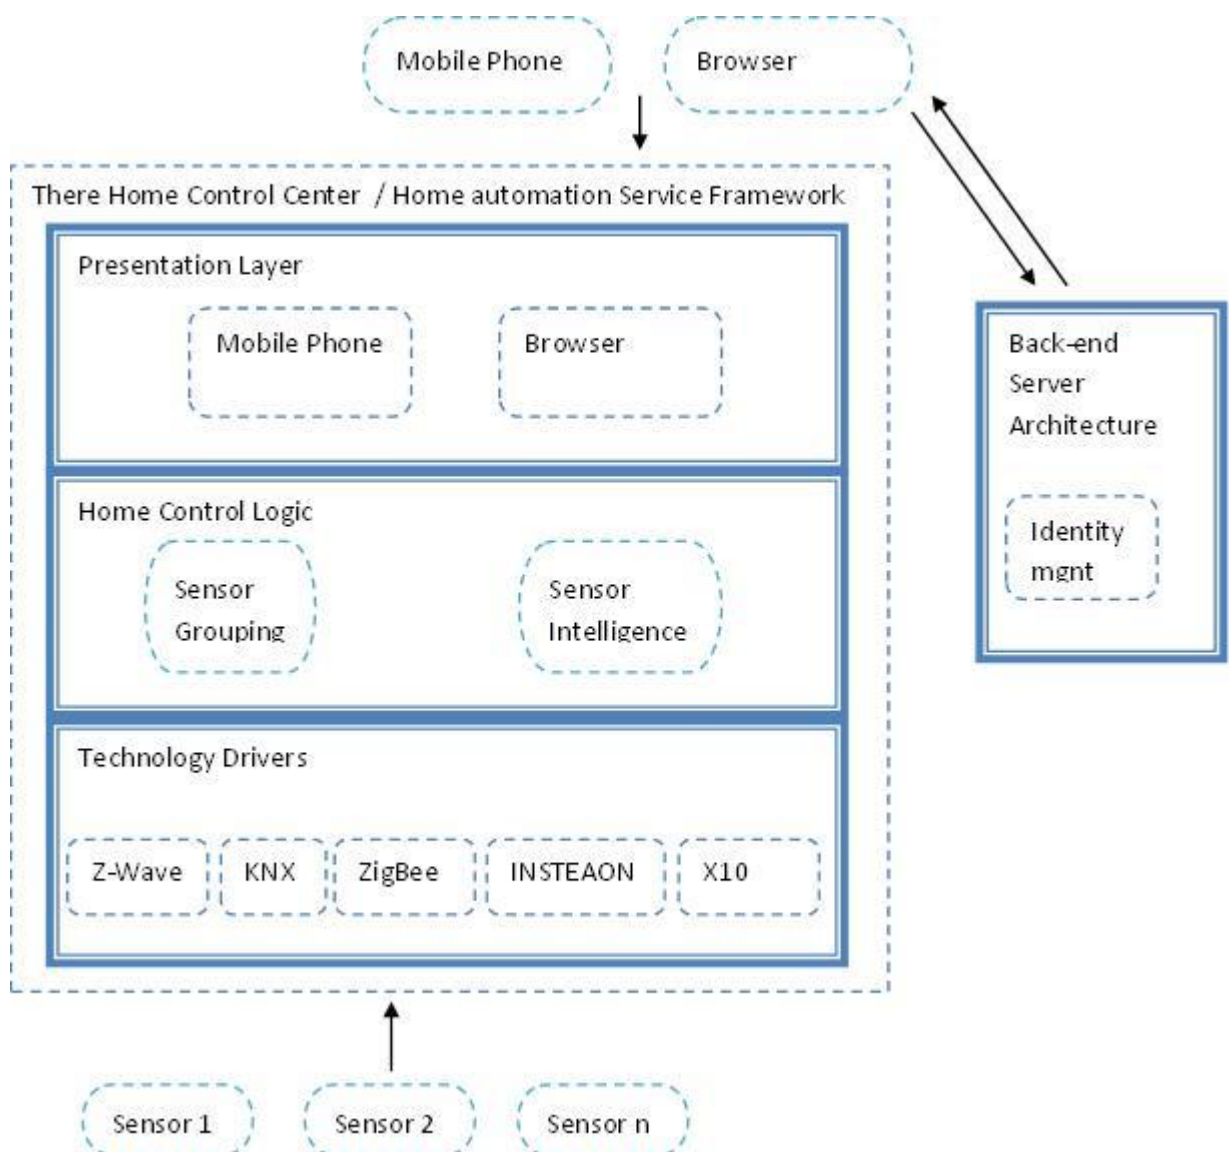 Mobile Phone
Browser
There Home Control Center / Home automation Service Framework
Presentation Layer
Mobile Phone
Browser
Back-end
Server
Architecture
Identity
mgnt
Home Control Logic
Sensor
Grouping
Sensor
Intelligence
Technology Drivers
Z-Wave
KNX
ZigBee
INSTEAON
X10
Sensor 1
Sensor 2
Sensor n